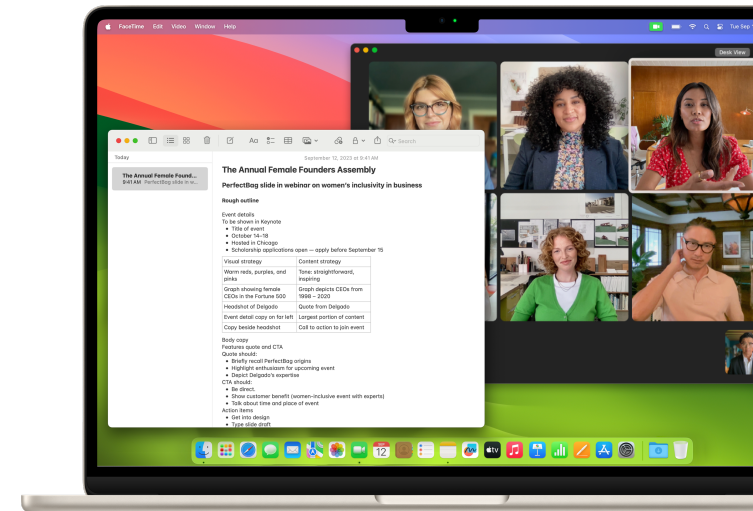 FaceTime Edit Video Window Help
Tue Sep
Desk View
Aa
Search
Today
The Annual Female Found...
9:41 AM PerfectBag slide in w...
September 12, 2023 at 9:41 AM
The Annual Female Founders Assembly
PerfectBag slide in webinar on women's inclusivity in business
Rough outline
Event details
To be shown in Keynote
• Title of event
• October 14–18
• Hosted in Chicago
• Scholarship applications open — apply before September 15
Visual strategy Content strategy
Warm reds, purples, and Tone: straightforward,
pinks inspiring
Graph showing female Graph depicts CEOs from
CEOs in the Fortune 500 1998 – 2020
Headshot of Delgado Quote from Delgado
Event detail copy on far left Largest portion of content
Copy beside headshot Call to action to join event
Body copy
Features quote and CTA
Quote should:
• Briefly recall PerfectBag origins
• Highlight enthusiasm for upcoming event
• Depict Delgado's expertise
CTA should:
• Be direct.
• Show customer benefit (women-inclusive event with experts)
• Talk about time and place of event
Action items
• Get into design
• Type slide draft
SEP
12
tv